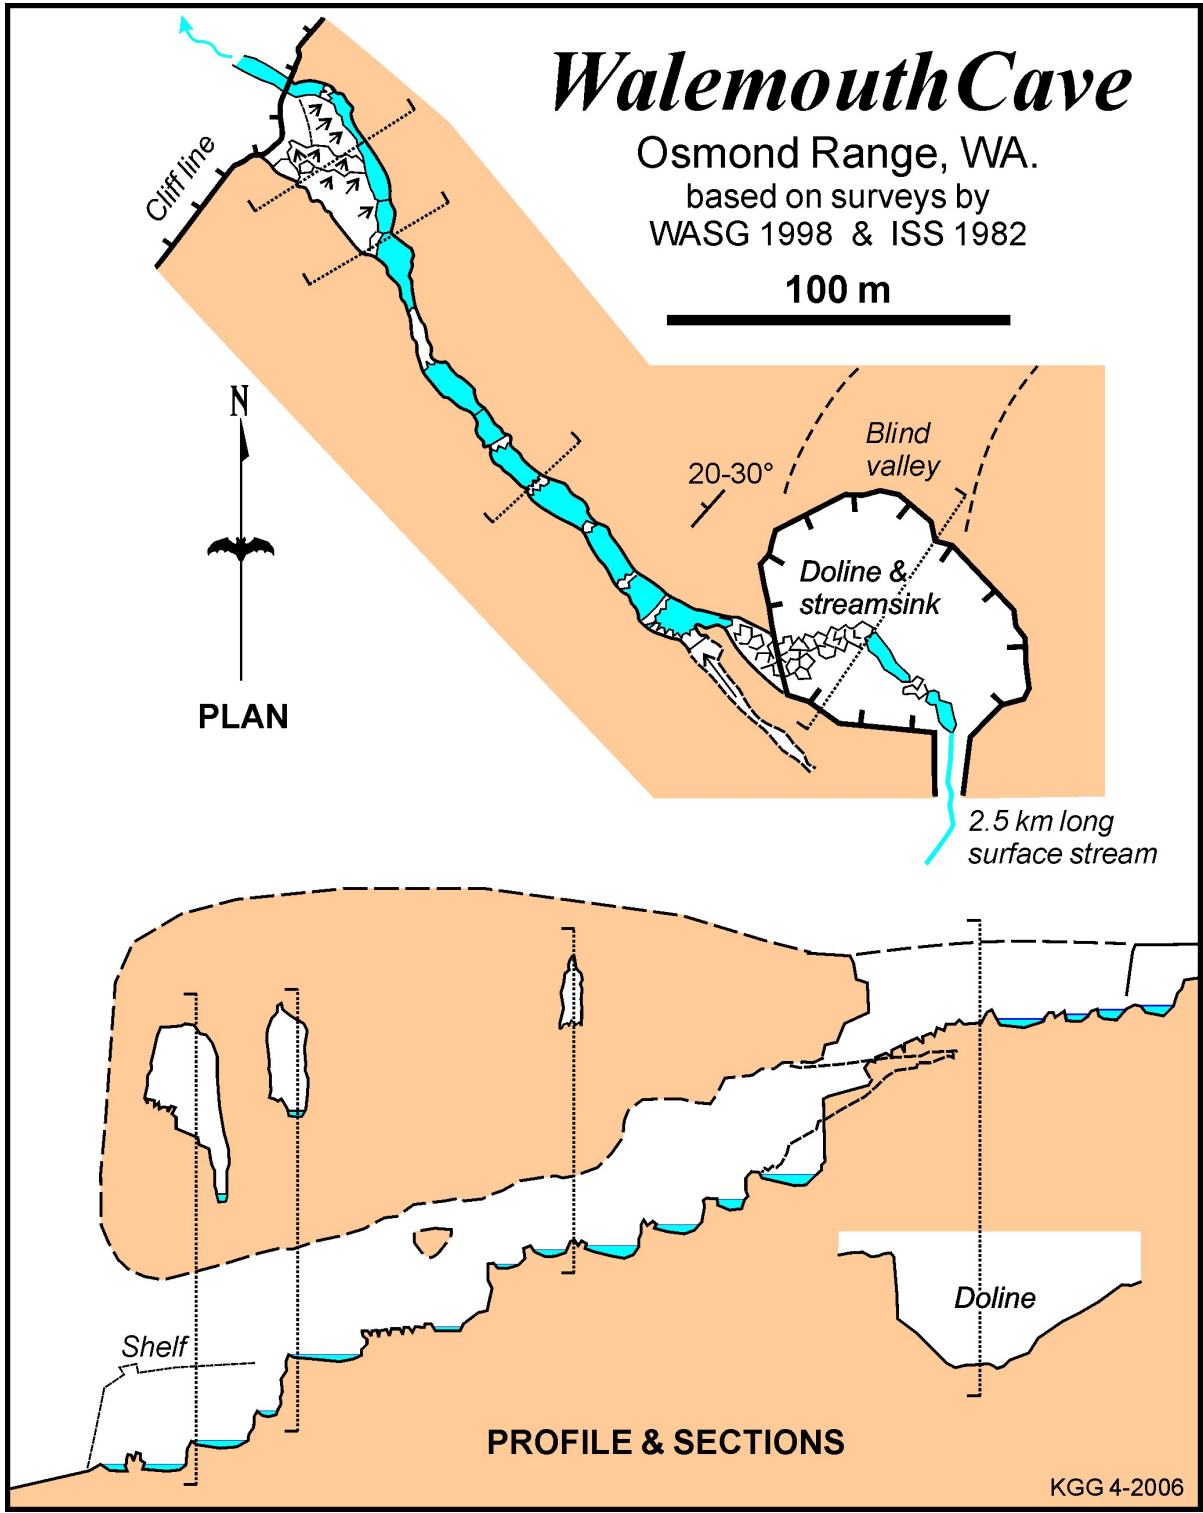 Walemouth Cave
Osmond Range, WA.
based on surveys by
WASG 1998 & ISS 1982
100 m
Cliff line
N
PLAN
20-30°
Blind
valley
Doline &
streamsink
2.5 km long
surface stream
Shelf
Doline
PROFILE & SECTIONS
KGG 4-2006